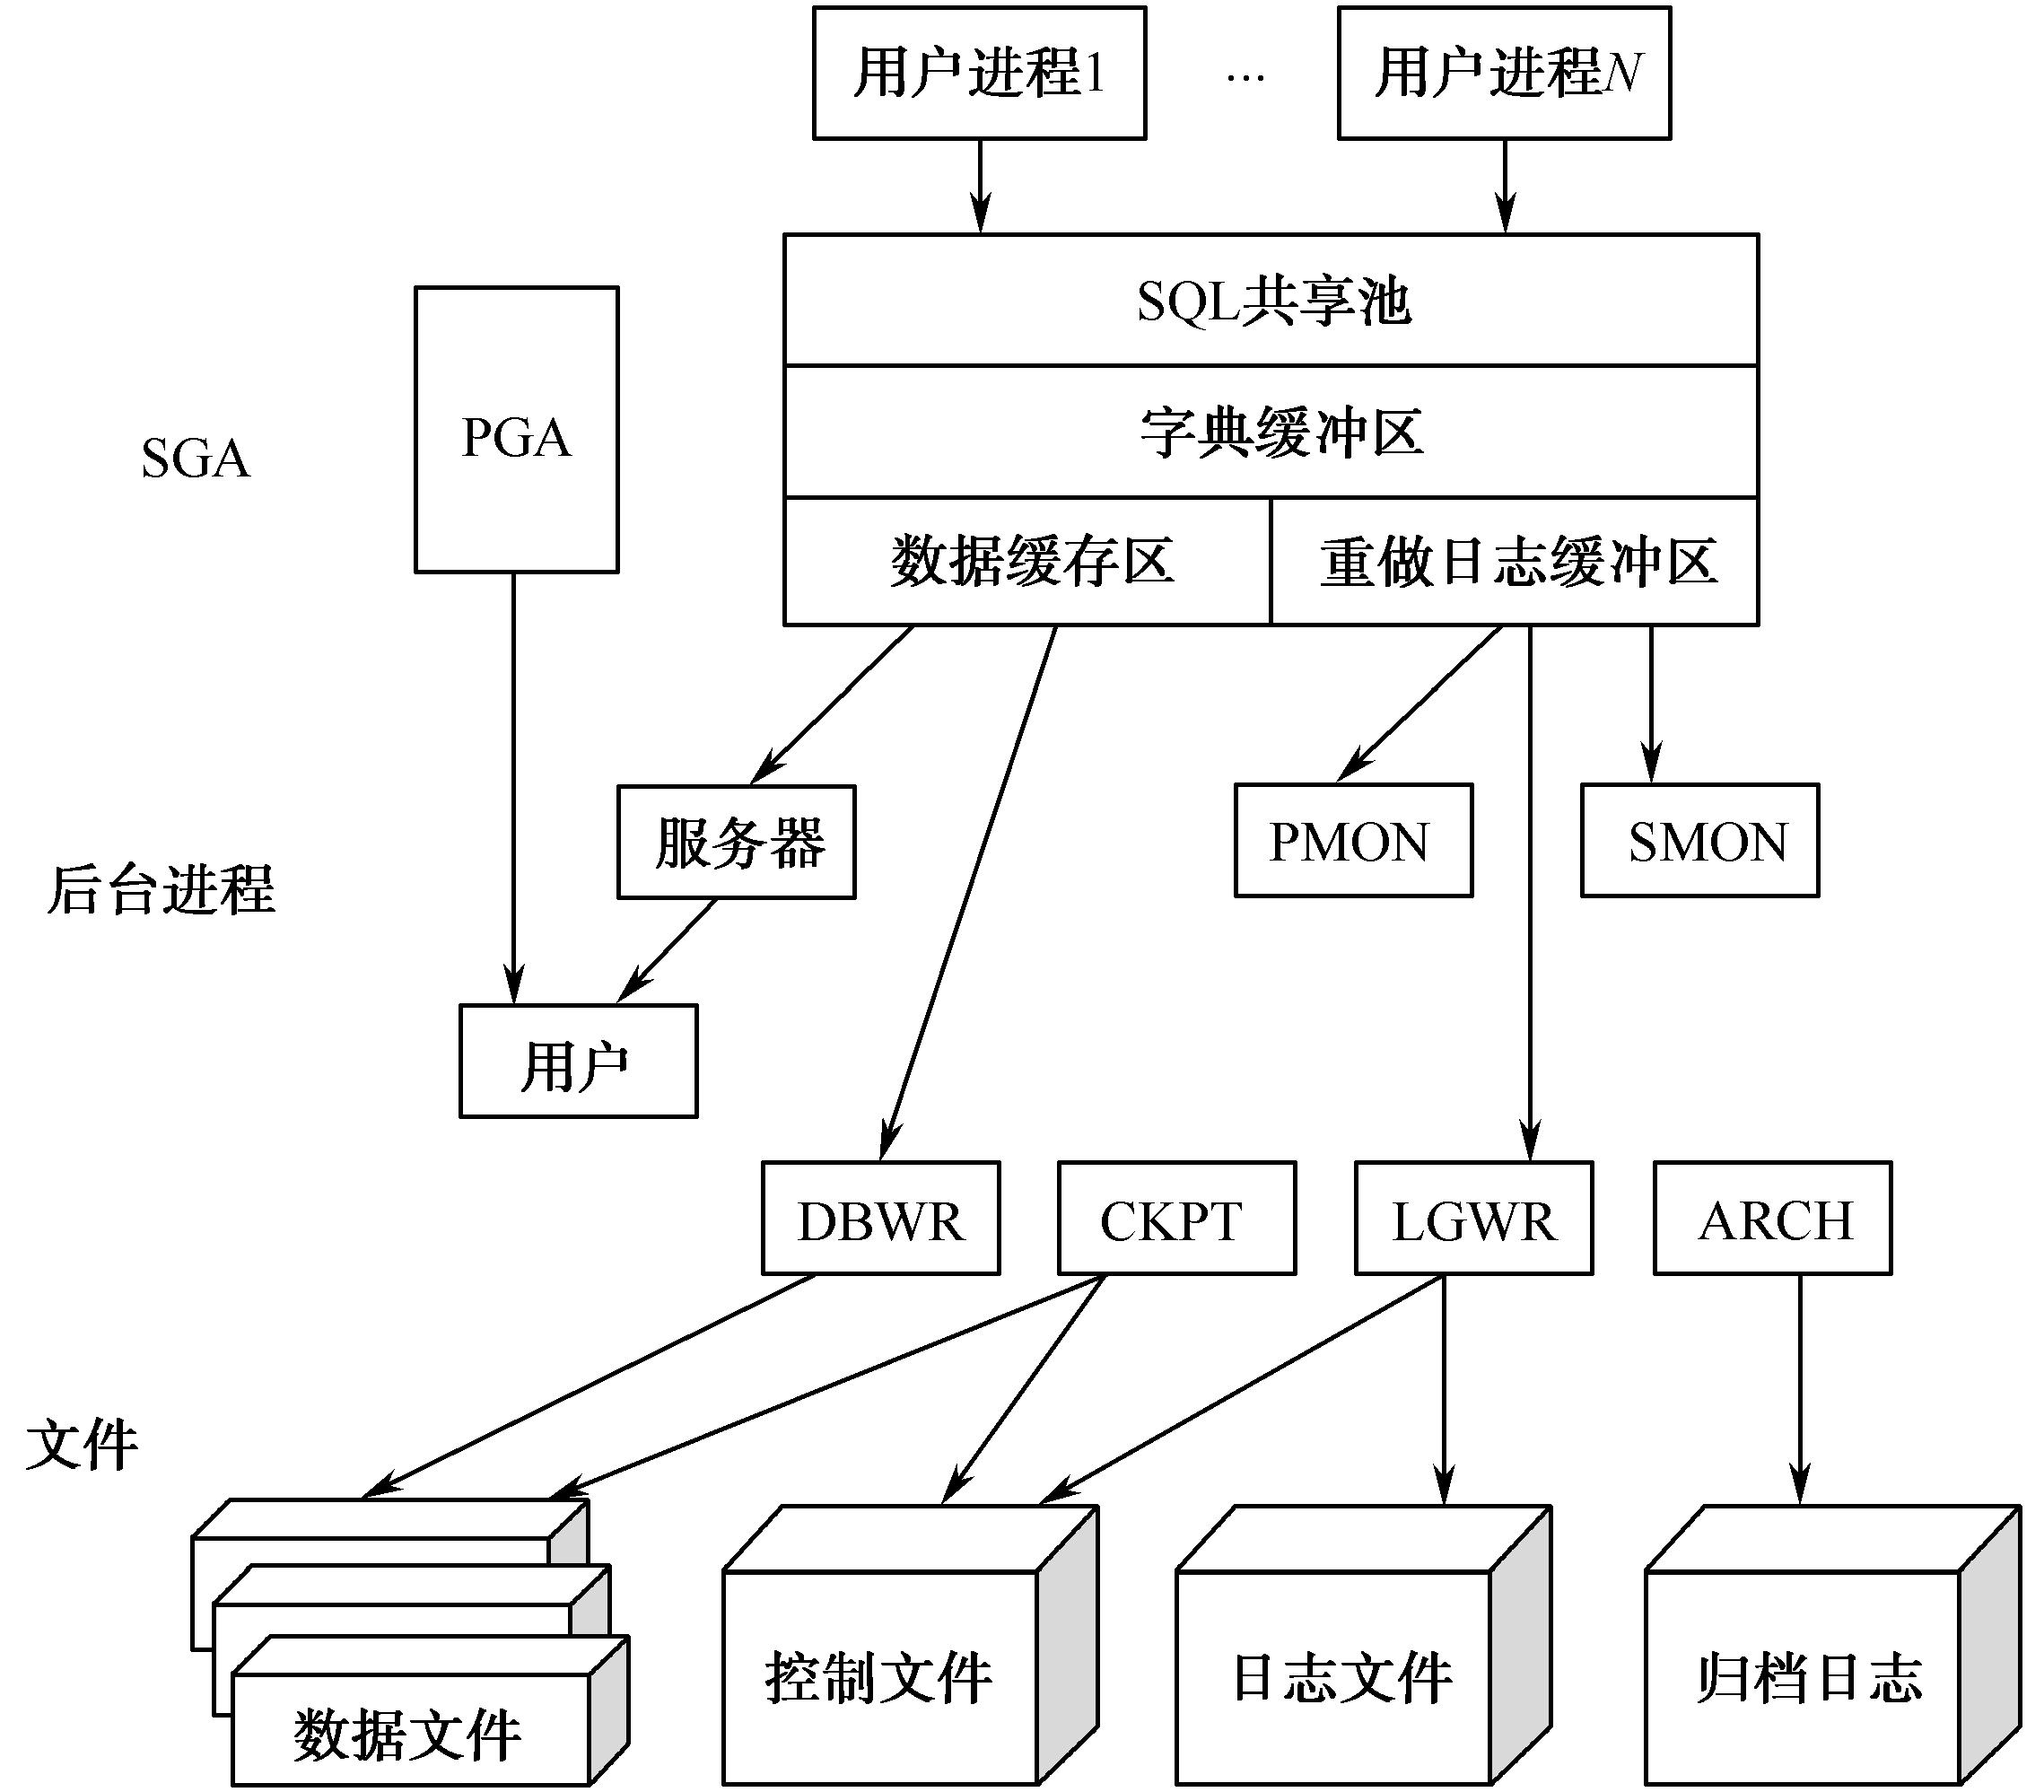 用户进程1
...
用户进程N
SQL共享池
字典缓冲区
SGA
PGA
数据缓存区
重做日志缓冲区
后台进程
服务器
PMON
SMON
用户
DBWR
CKPT
LGWR
ARCH
文件
数据文件
控制文件
日志文件
归档日志